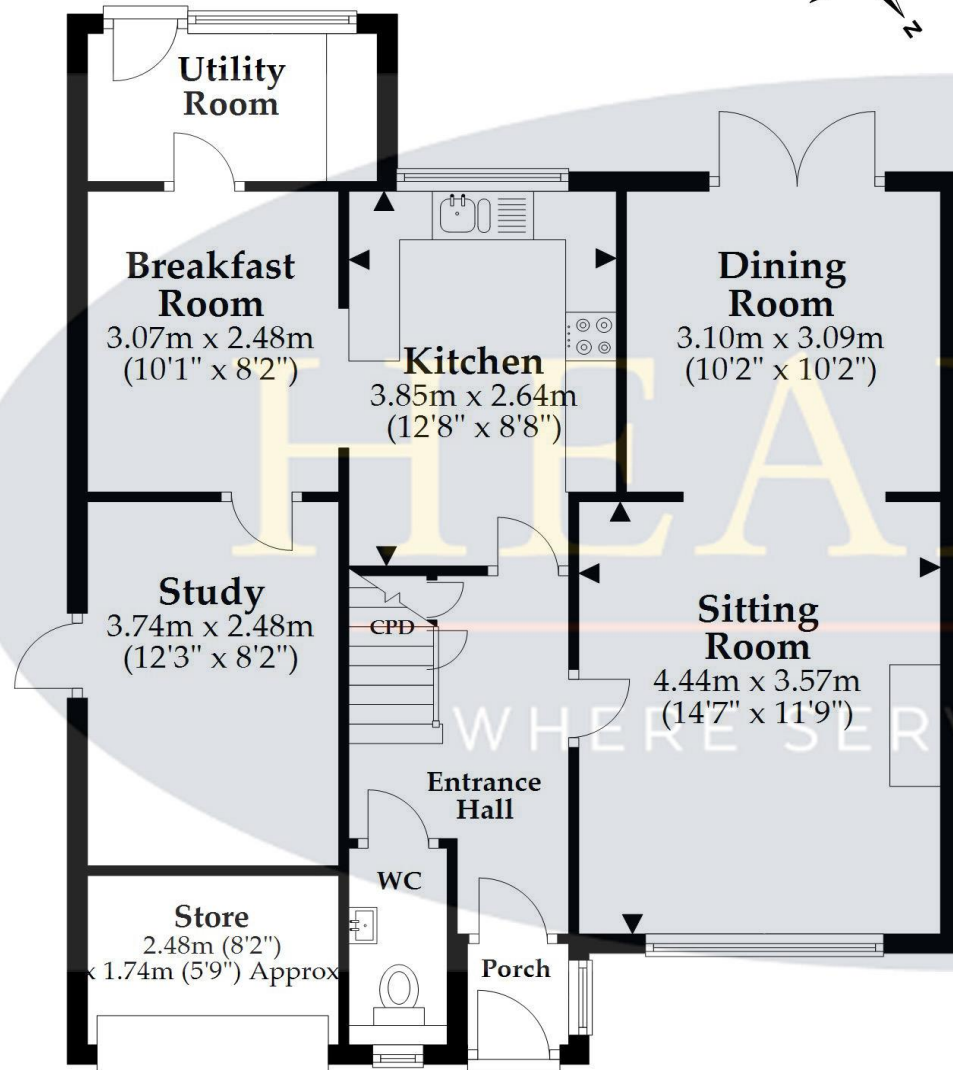 N
Utility
Room
Breakfast
Room
3.07m x 2.48m
(10'1" x 8'2")
Kitchen
3.85m x 2.64m
(12'8" x 8'8")
Dining
Room
3.10m x 3.09m
(10'2" x 10'2")
HEA
Study
3.74m x 2.48m
(12'3" x 8'2")
CPD
Sitting
Room
4.44m x 3.57m
(14'7" x 11'9")
WHERE SERV
Entrance
Hall
WC
Store
2.48m (8'2")
x 1.74m (5'9") Approx
Porch